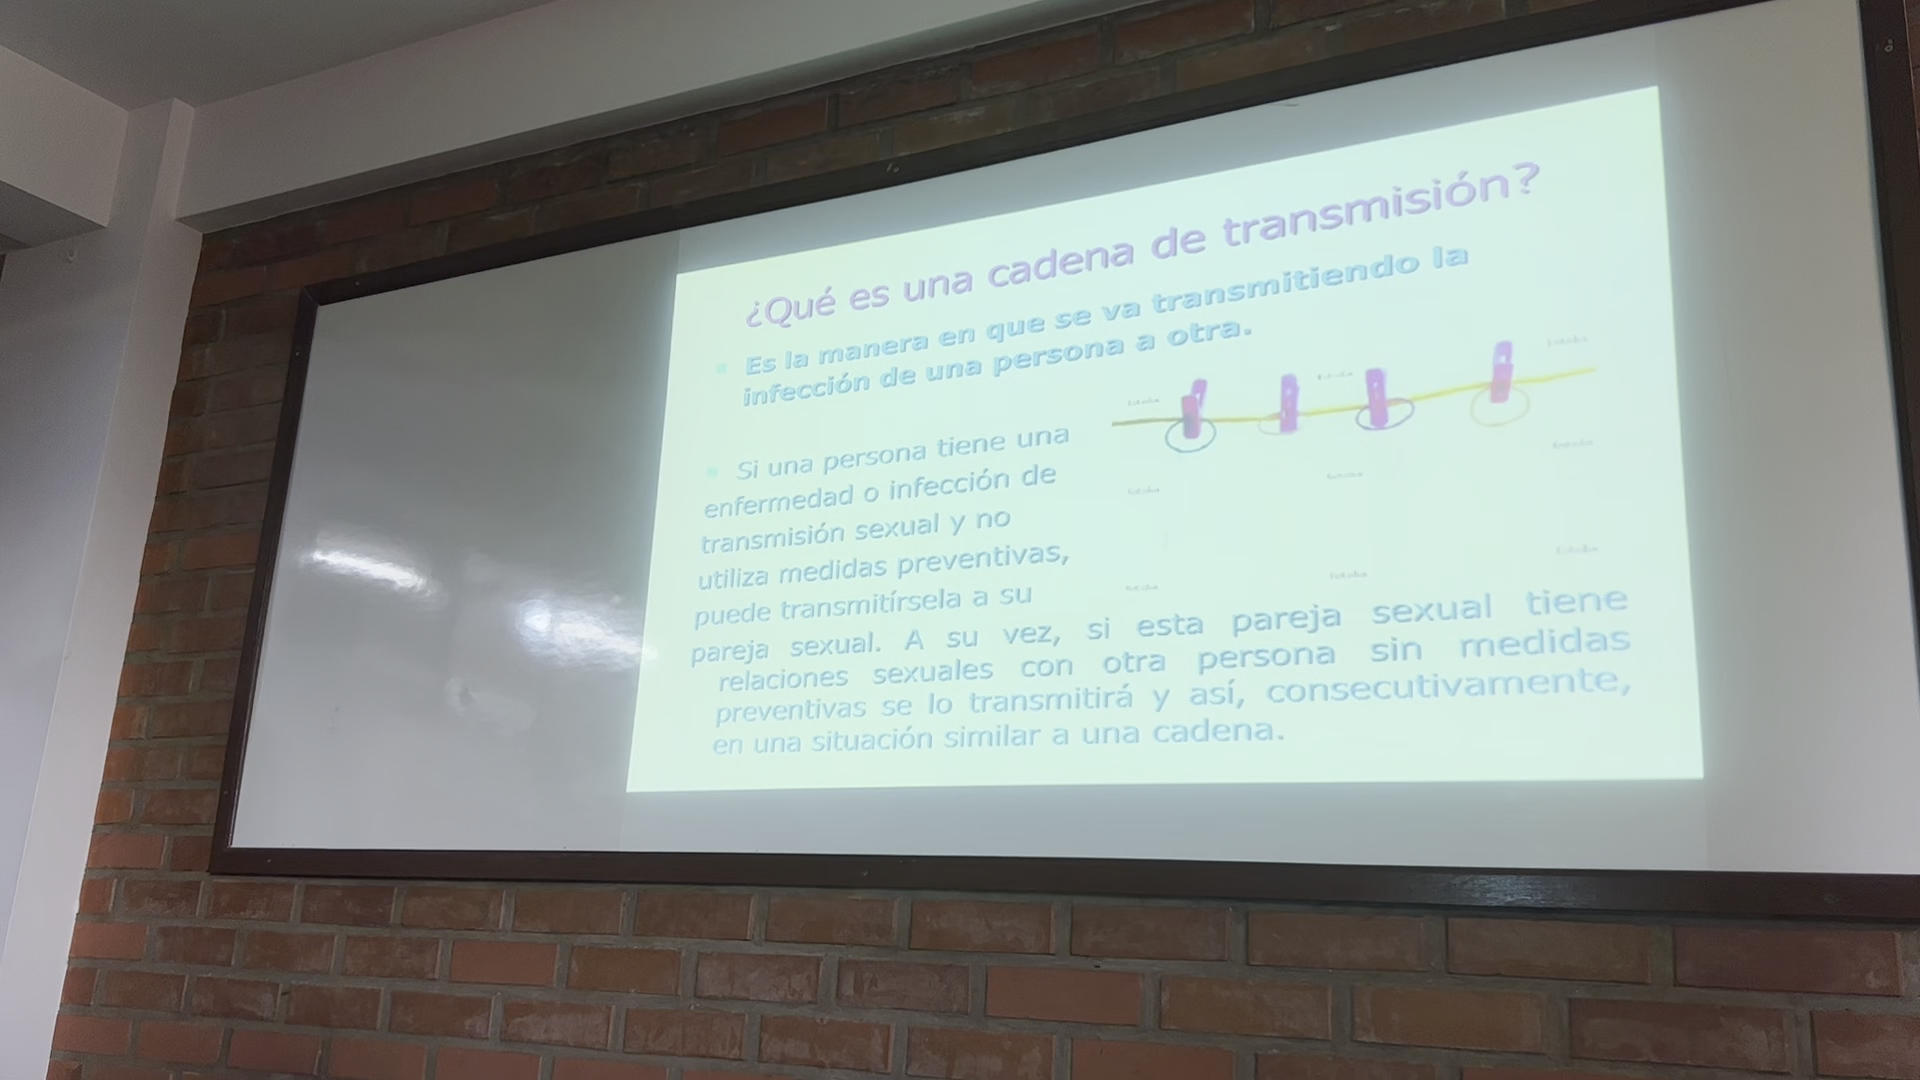 ¿Qué es una cadena de transmisión?
Es la manera en que se va transmitiendo la
infección de una persona a otra.
Si una persona tiene una
enfermedad o infección de
transmisión sexual y no
utiliza medidas preventivas,
puede transmitírsela a su
pareja sexual. A su vez, si esta pareja sexual tiene
relaciones sexuales con otra persona sin medidas
preventivas se lo transmitirá y así, consecutivamente,
en una situación similar a una cadena.